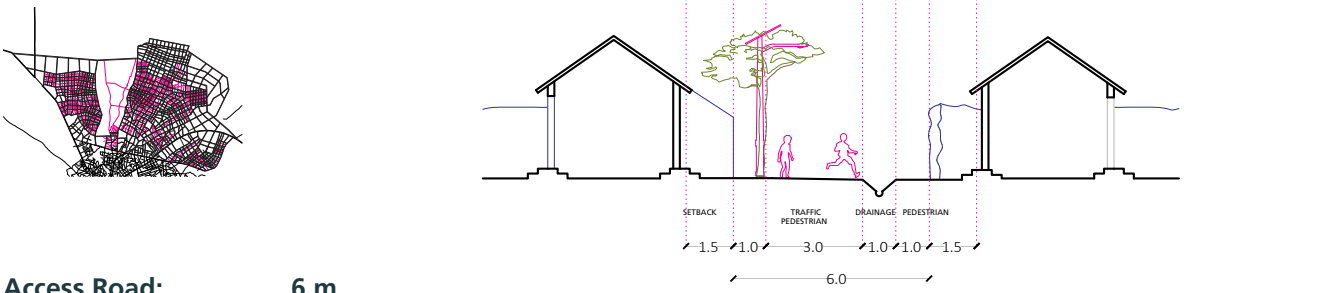 SETBACK TRAFFIC DRAINAGE PEDESTRIAN
PEDESTRIAN
1.5 1.0 3.0 1.0 1.0 1.5
6.0
Access Road: 6 m